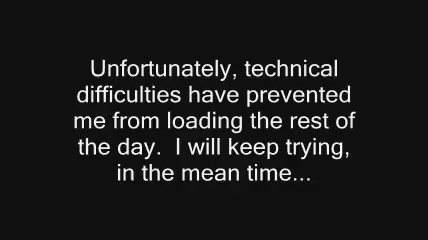 Unfortunately, technical
difficulties have prevented
me from loading the rest of
the day.  I will keep trying,
in the mean time...